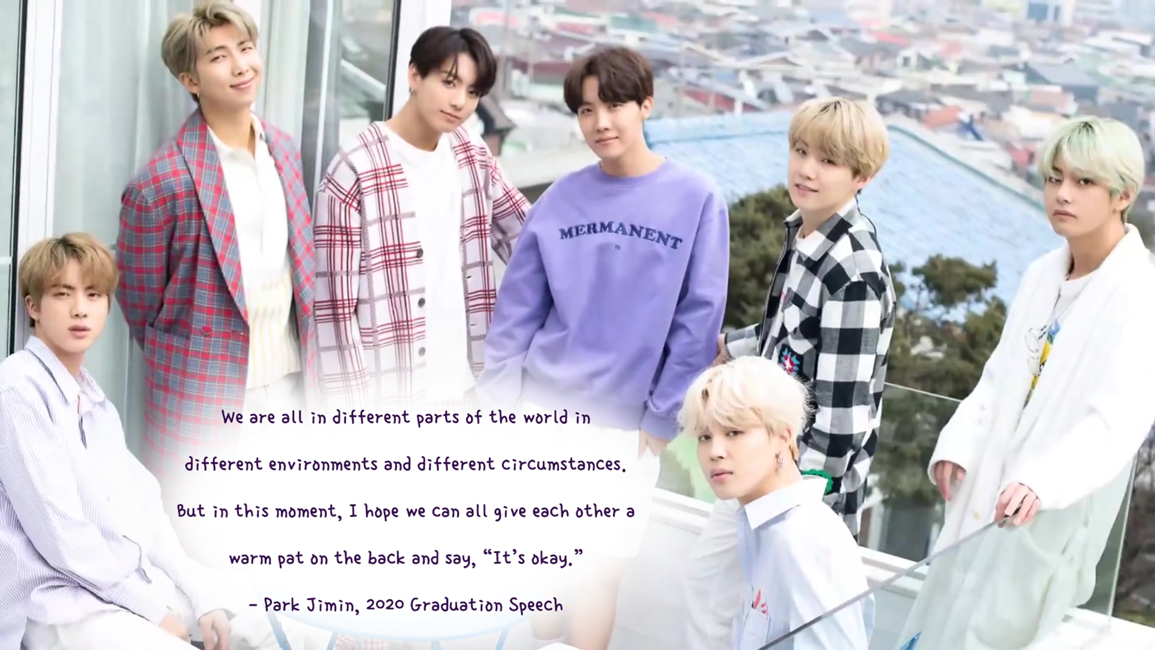 MERMANENT
We are all in different parts of the world in
different environments and different circumstances.
But in this moment, I hope we can all give each other a
warm pat on the back and say, “It’s okay.”
- Park Jimin, 2020 Graduation Speech